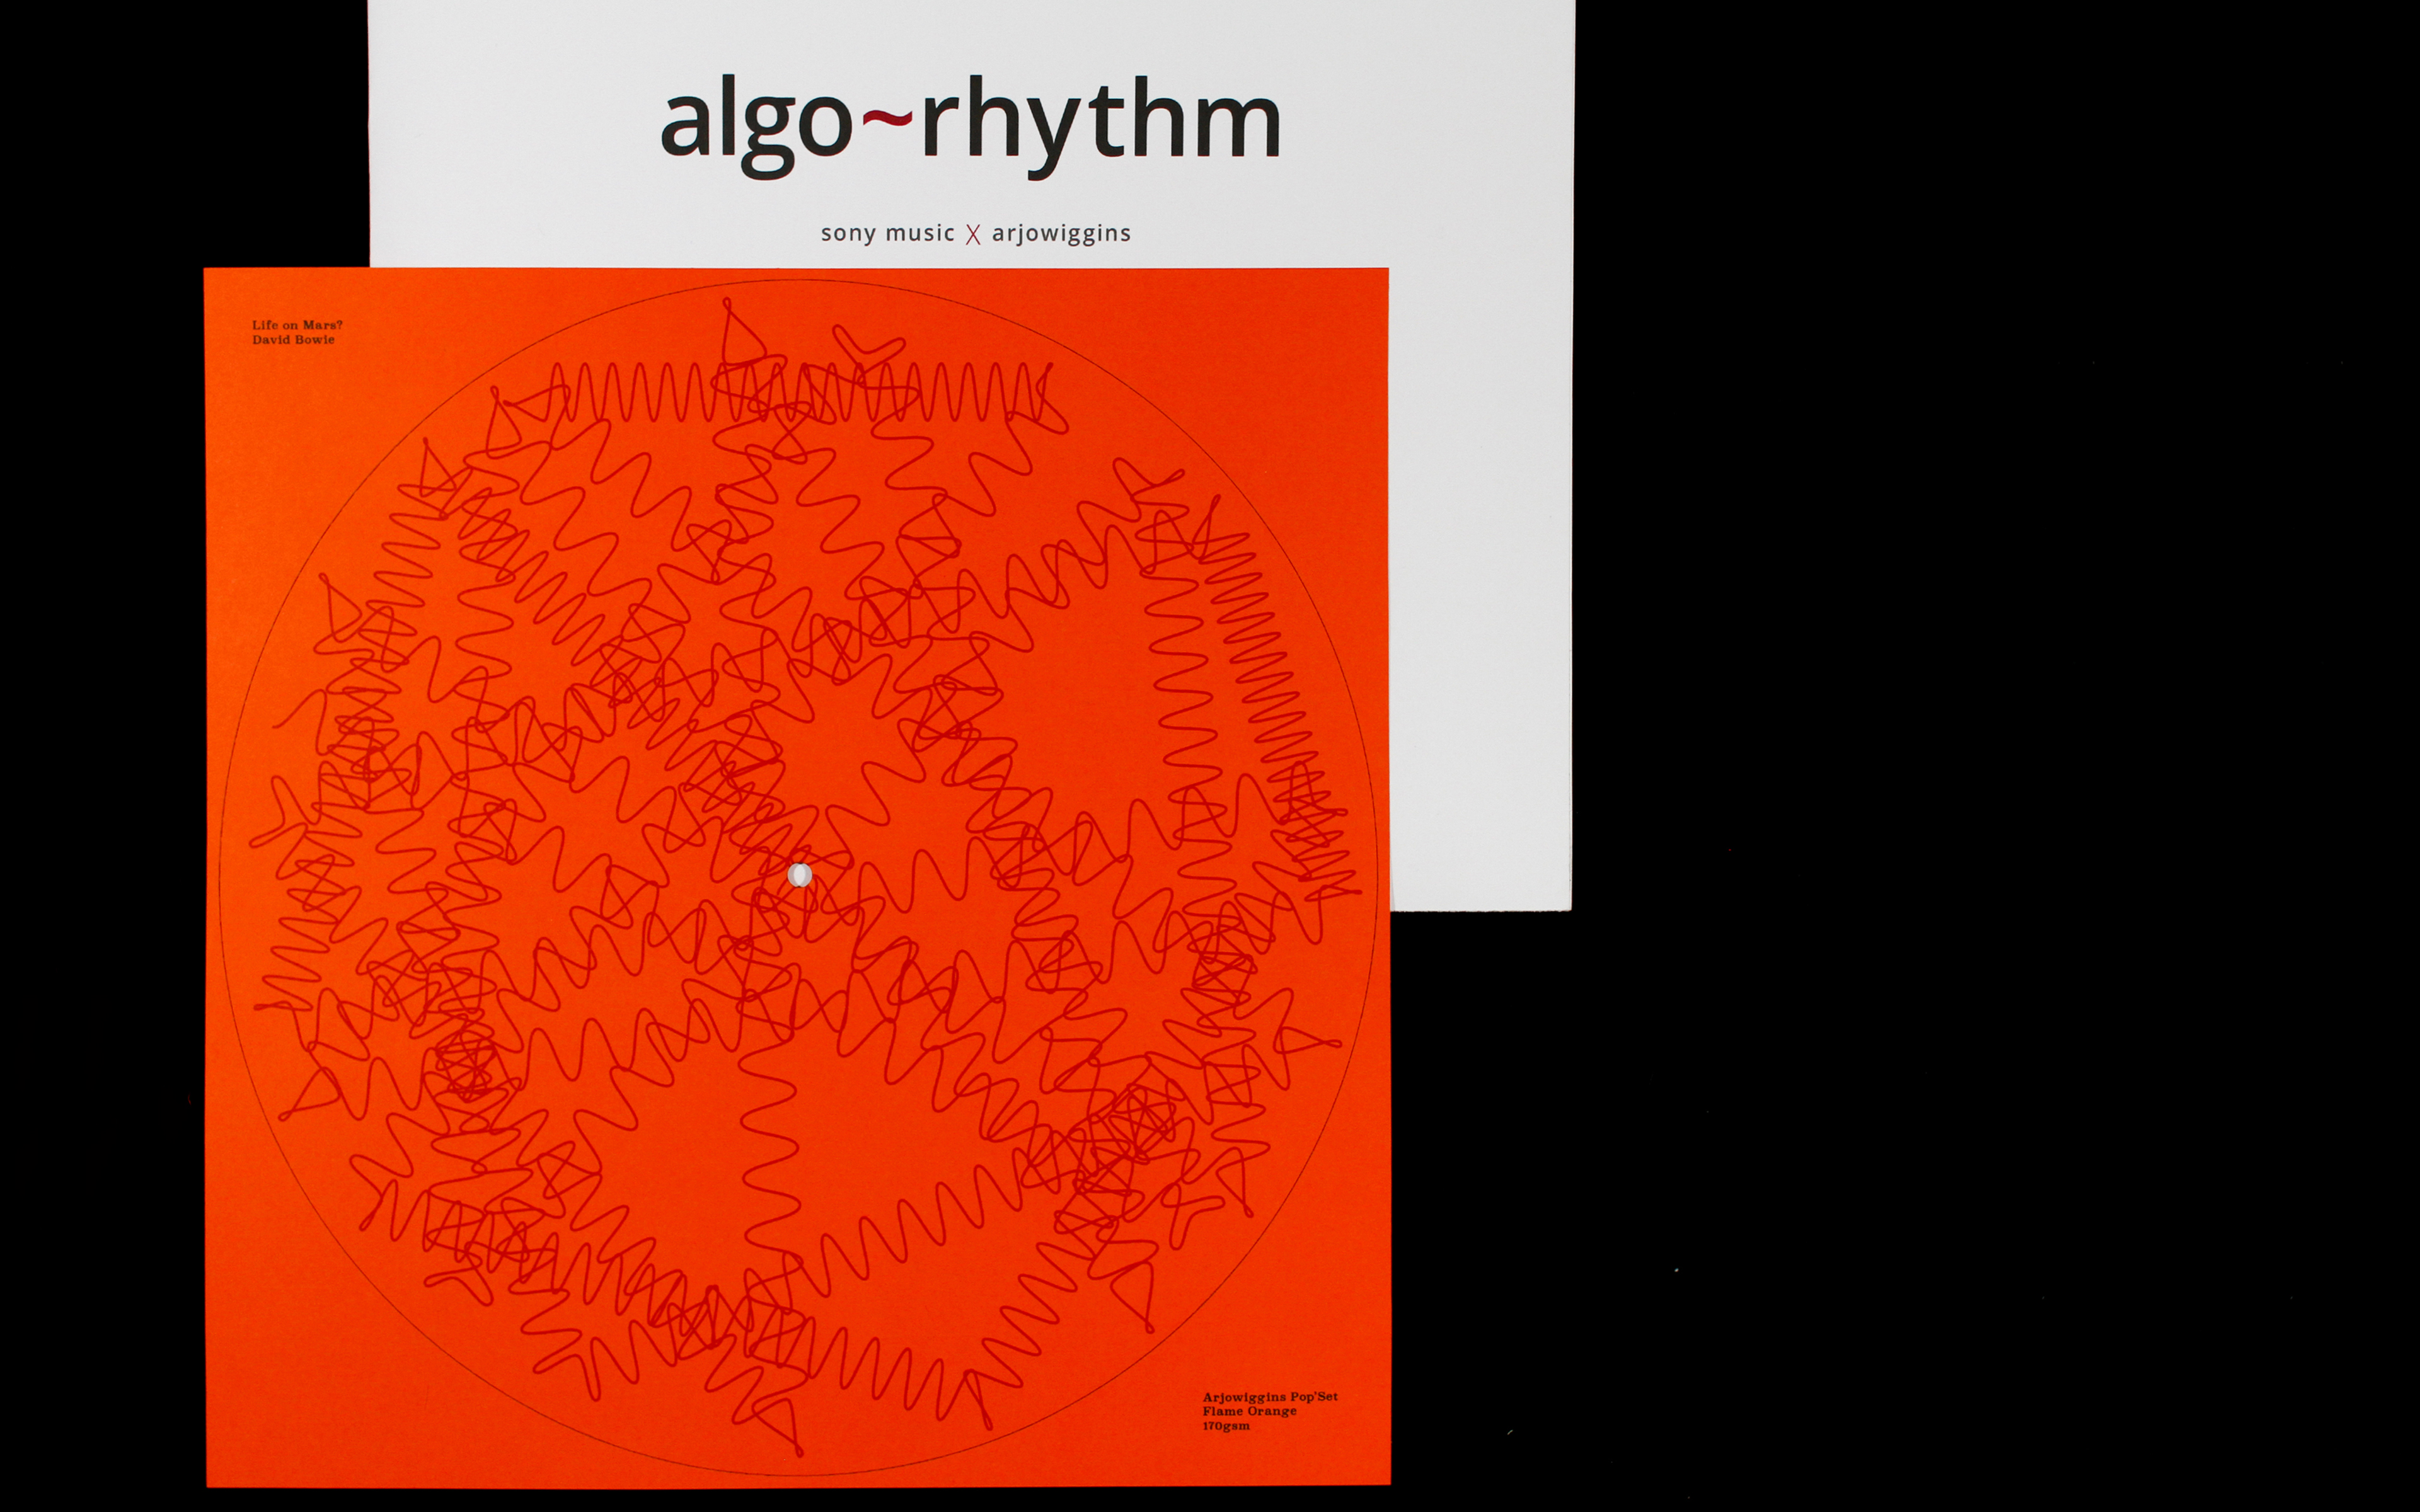 algo~rhythm
sony music X arjowiggins
Life on Mars?
David Bowie
Arjowiggins Pop'Set
Flame Orange
170gsm